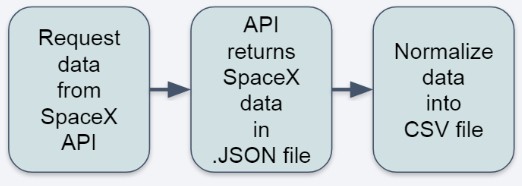 Request
data
from
SpaceX
API
API
returns
SpaceX
data
in
.JSON file
Normalize
data
into
CSV file